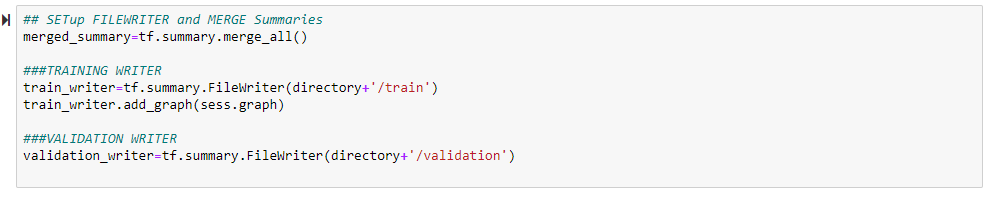 ## SETup FILEWRITER and MERGE Summaries
merged_summary=tf.summary.merge_all()
###TRAINING WRITER
train_writer=tf.summary.FileWriter(directory+'/train')
train_writer.add_graph(sess.graph)
###VALIDATION WRITER
validation_writer=tf.summary.FileWriter(directory+'/validation')